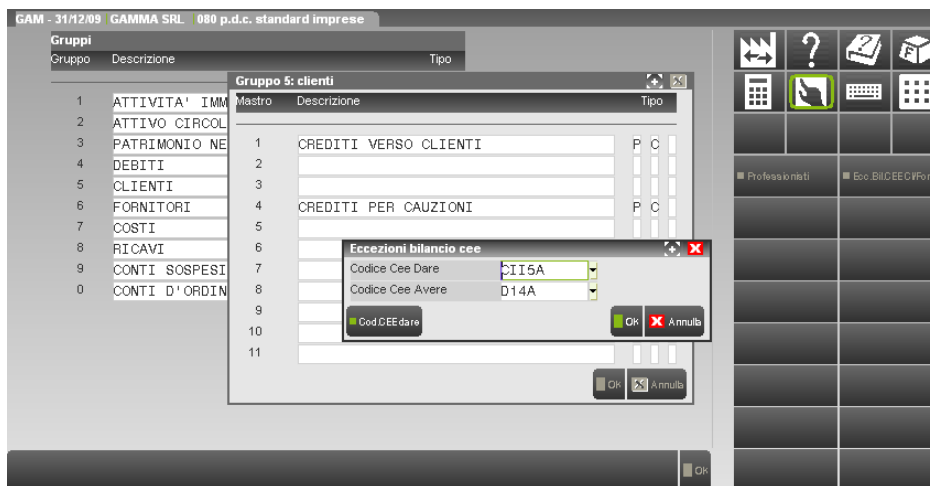 GAM - 31/12/09 GAMMA SRL 080 p.d.c. standard imprese
Gruppi
Gruppo Descrizione Tipo
1 ATTIVITA' IMM
2 ATTIVO CIRCOL
3 PATRIMONIO NE
4 DEBITI
5 CLIENTI
6 FORNITORI
7 COSTI
8 RICAVI
9 CONTI SOSPESI
0 CONTI D'ORDIN
Gruppo 5: clienti
Mastro Descrizione Tipo
1 CREDITI VERSO CLIENTI P C
2
3
4 CREDITI PER CAUZIONI P C
5
6
7
8
9
10
11
Eccezioni bilancio cee
Codice Cee Dare CII5A
Codice Cee Avere D14A
Cod.CEE dare OK Annulla
OK Annulla
OK
Professionisti Ecc.Bil.CEE